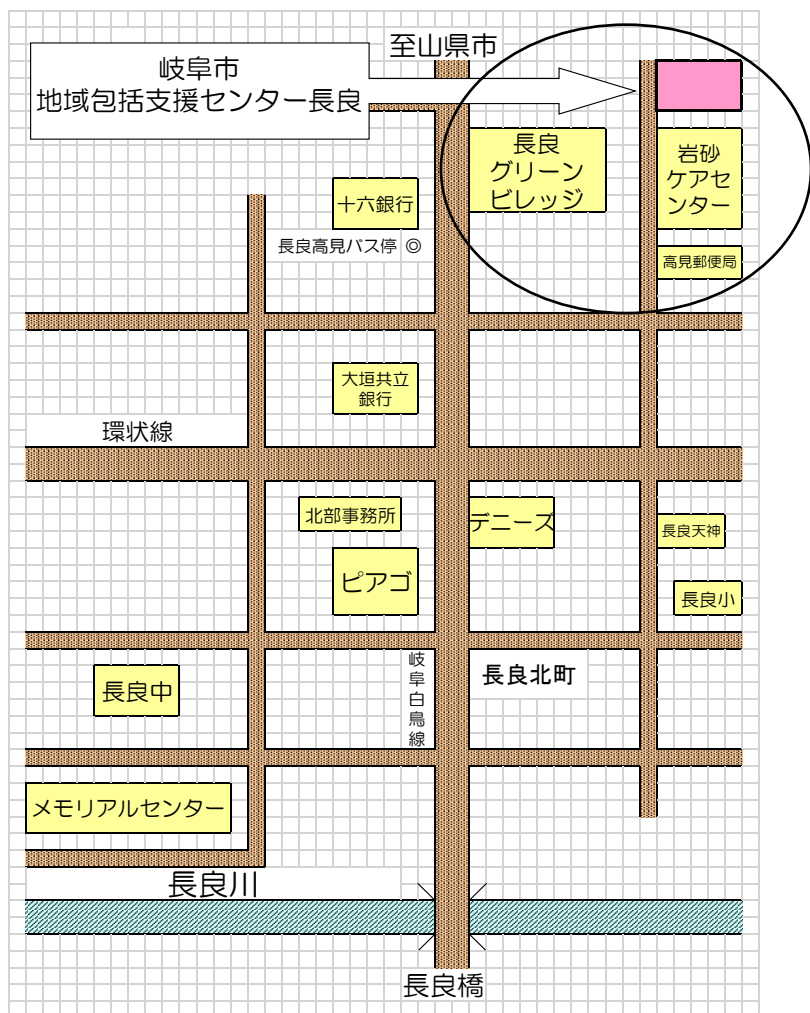 至山県市
岐阜市
地域包括支援センター長良
長良
グリーン
ビレッジ
岩砂
ケアセ
ンター
十六銀行
長良高見バス停 ◎
高見郵便局
大垣共立
銀行
環状線
北部事務所
デニーズ
長良天神
ピアゴ
長良小
岐阜白鳥線
長良北町
長良中
メモリアルセンター
長良川
長良橋